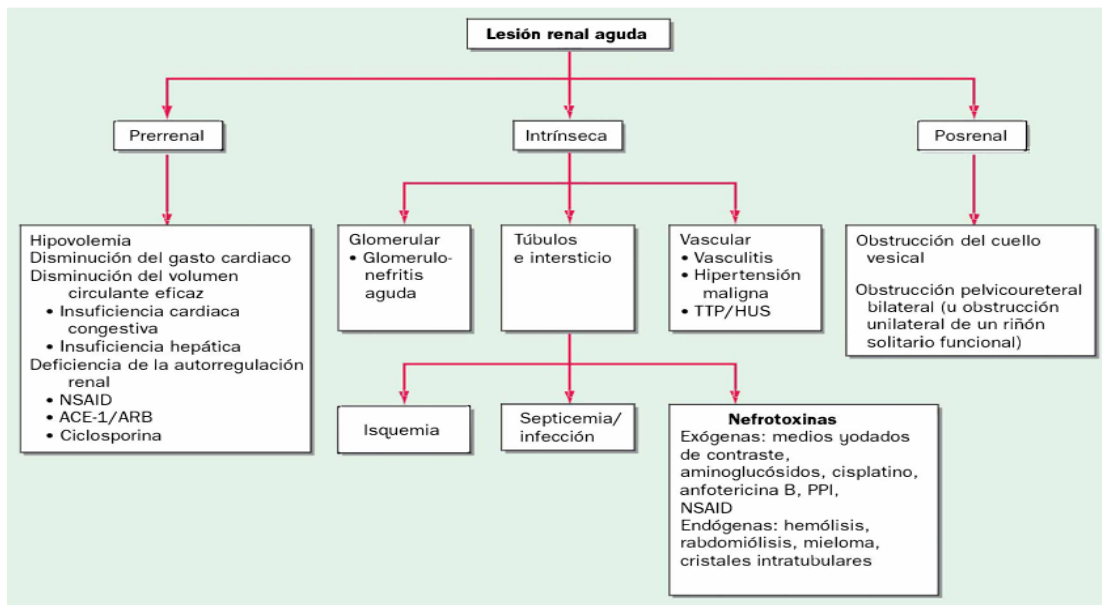 Lesión renal aguda
Prerrenal
Intrínseca
Posrenal
Hipovolemia
Disminución del gasto cardiaco
Disminución del volumen
circulante eficaz
• Insuficiencia cardiaca
congestiva
• Insuficiencia hepática
Deficiencia de la autorregulación
renal
• NSAID
• ACE-1/ARB
• Ciclosporina
Glomerular
• Glomerulo-
nefritis
aguda
Túbulos
e intersticio
Vascular
• Vasculitis
• Hipertensión
maligna
• TTP/HUS
Obstrucción del cuello
vesical
Obstrucción pelvicoureteral
bilateral (u obstrucción
unilateral de un riñón
solitario funcional)
Isquemia
Septicemia/
infección
Nefrotoxinas
Exógenas: medios yodados
de contraste,
aminoglucósidos, cisplatino,
anfotericina B, PPI,
NSAID
Endógenas: hemólisis,
rabdomiólisis, mieloma,
cristales intratubulares